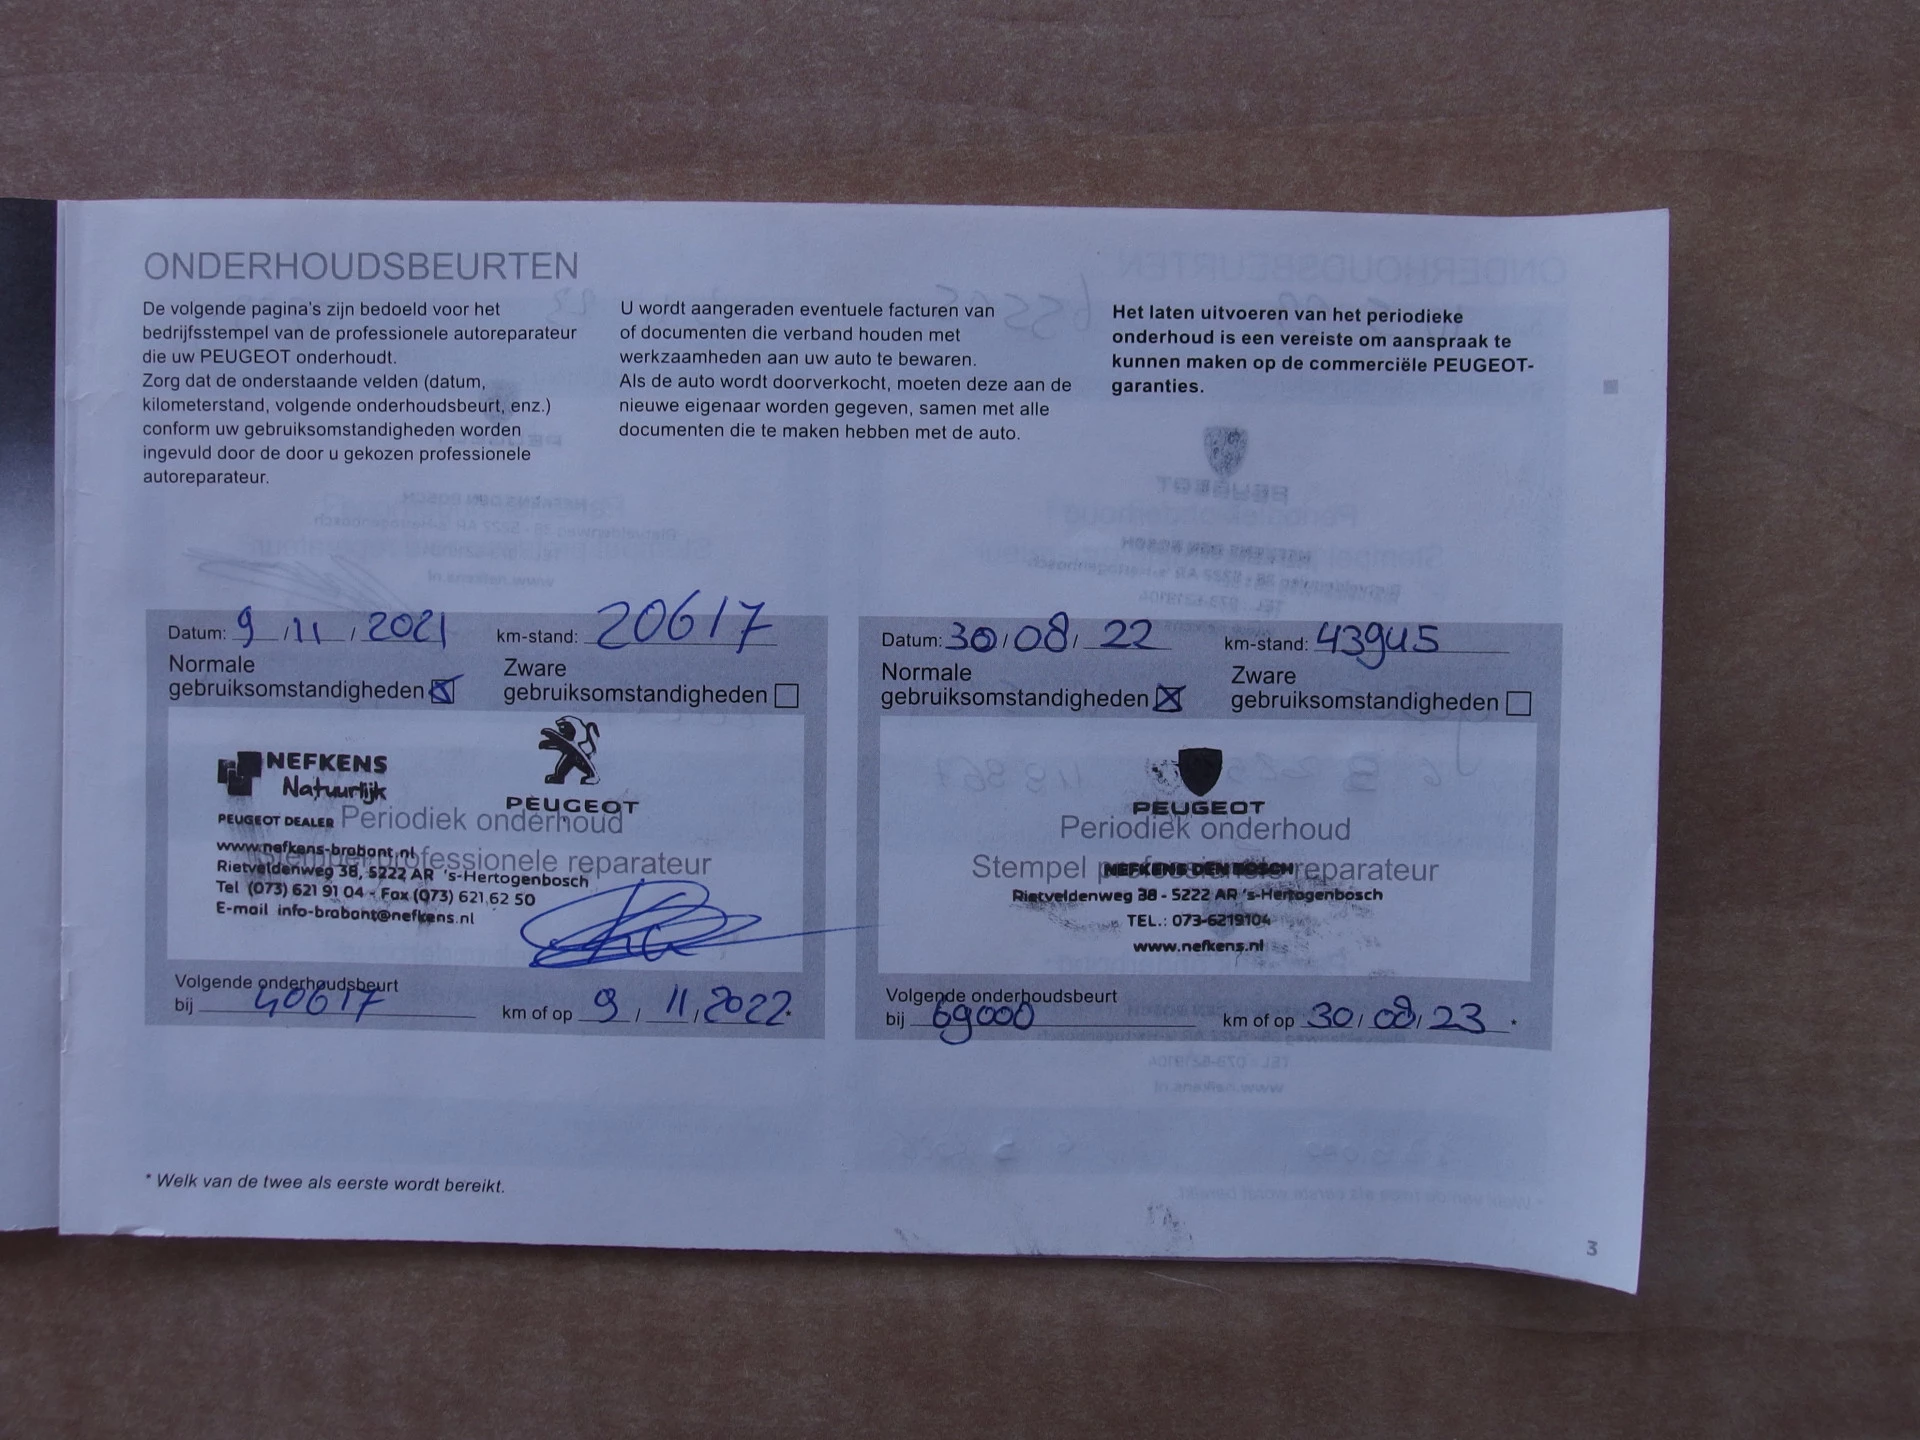 ONDERHOUDSBEURTEN
De volgende pagina's zijn bedoeld voor het
bedrijfsstempel van de professionele autoreparateur
die uw PEUGEOT onderhoudt.
Zorg dat de onderstaande velden (datum,
kilometerstand, volgende onderhoudsbeurt, enz.)
conform uw gebruiksomstandigheden worden
ingevuld door de door u gekozen professionele
autoreparateur.
U wordt aangeraden eventuele facturen van
of documenten die verband houden met
werkzaamheden aan uw auto te bewaren.
Als de auto wordt doorverkocht, moeten deze aan de
nieuwe eigenaar worden gegeven, samen met alle
documenten die te maken hebben met de auto.
Het laten uitvoeren van het periodieke
onderhoud is een vereiste om aanspraak te
kunnen maken op de commerciële PEUGEOT-
garanties.
Datum: 9 / 11 / 2021 km-stand: 20617
Normale
gebruiksomstandigheden
Zware
gebruiksomstandigheden
NEFKENS
Natuurlijk
PEUGEOT
PEUGEOT DEALER
Periodiek onderhoud
Stempel professionele reparateur
www.nefkens-brabant.nl
Rietveldenweg 38, 5222 AR 's-Hertogenbosch
Tel (073) 621 91 04 - Fax (073) 621 62 50
E-mail info-brabant@nefkens.nl
Volgende onderhoudsbeurt
bij 40617 km of op 9 / 11 / 2022 *
Datum: 30 / 08 / 22 km-stand: 43945
Normale
gebruiksomstandigheden
Zware
gebruiksomstandigheden
PEUGEOT
Periodiek onderhoud
Stempel professionele reparateur
NEFKENS DEN BOSCH
Rietveldenweg 38 - 5222 AR 's-Hertogenbosch
TEL.: 073-6219104
www.nefkens.nl
Volgende onderhoudsbeurt
bij 69000 km of op 30 / 08 / 23 *
* Welk van de twee als eerste wordt bereikt.
3